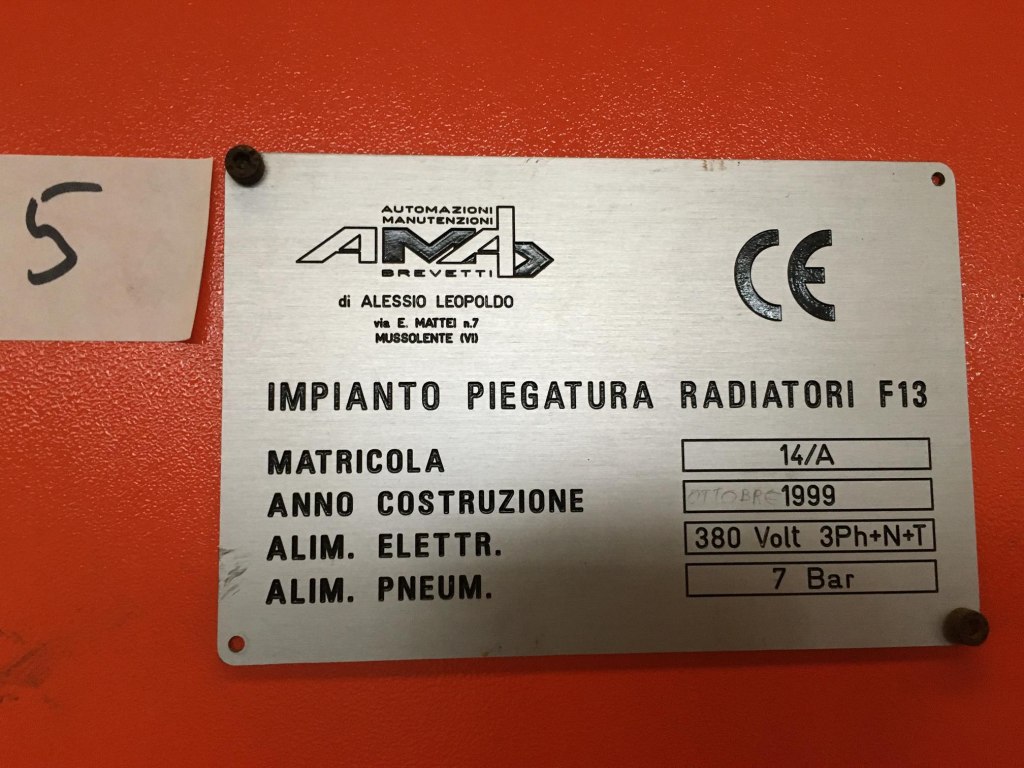 5
AUTOMAZIONI
MANUTENZIONI
AMA
BREVETTI
di ALESSIO LEOPOLDO
via E. MATTEI n.7
MUSSOLENTE (VI)
CE
IMPIANTO PIEGATURA RADIATORI F13
MATRICOLA 14/A
ANNO COSTRUZIONE OTTOBRE 1999
ALIM. ELETTR. 380 Volt 3Ph+N+T
ALIM. PNEUM. 7 Bar